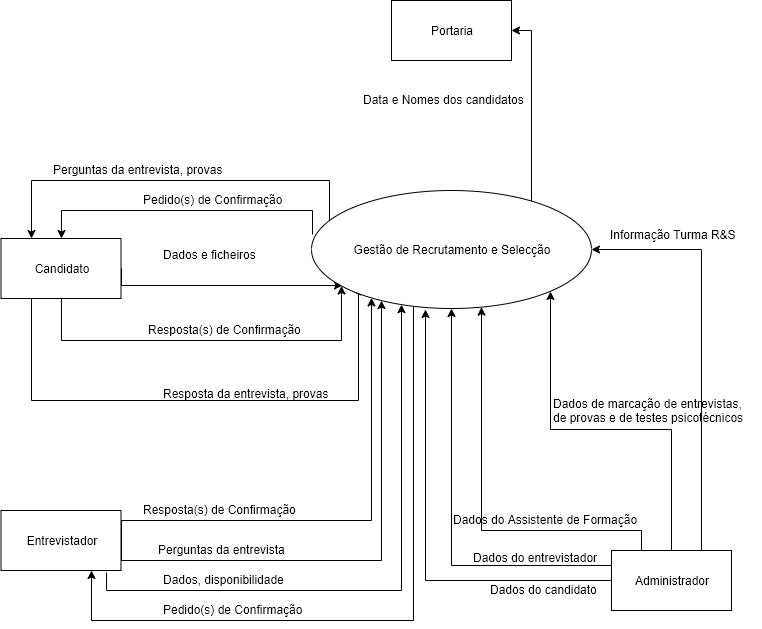 Portaria
Data e Nomes dos candidatos
Perguntas da entrevista, provas
Pedido(s) de Confirmação
Informação Turma R&S
Gestão de Recrutamento e Selecção
Dados e ficheiros
Candidato
Resposta(s) de Confirmação
Resposta da entrevista, provas
Dados de marcação de entrevistas,
de provas e de testes psicotécnicos
Resposta(s) de Confirmação
Dados do Assistente de Formação
Entrevistador
Perguntas da entrevista
Dados do entrevistador
Dados, disponibilidade
Administrador
Dados do candidato
Pedido(s) de Confirmação